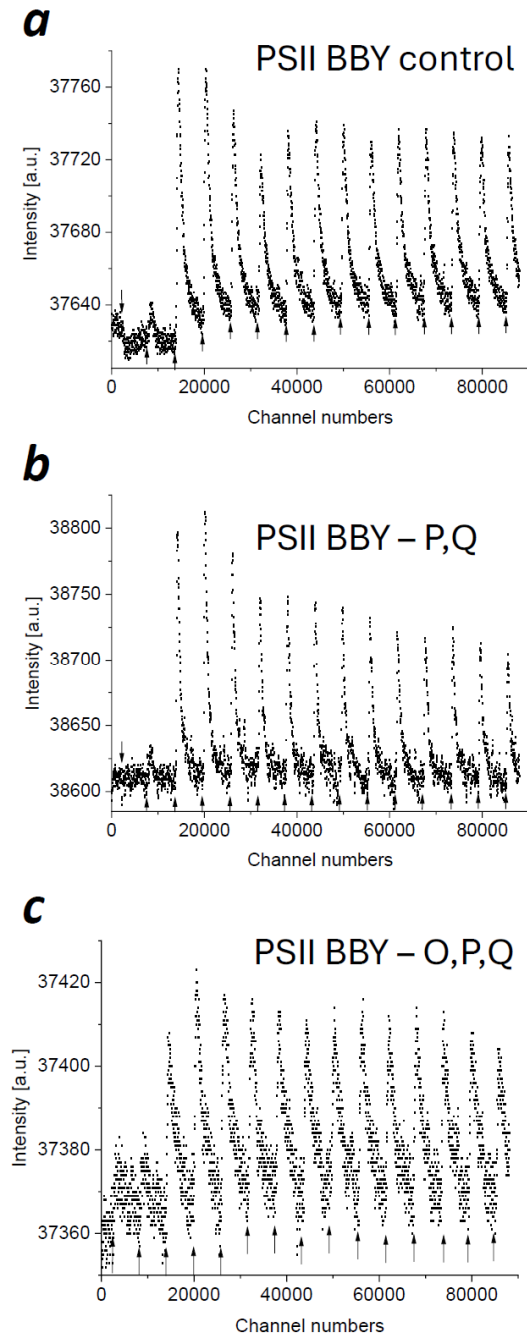 a
PSII BBY control
37760
37720
37680
37640
Intensity [a.u.]
0 20000 40000 60000 80000
Channel numbers
b
PSII BBY – P,Q
38800
38750
38700
38650
38600
Intensity [a.u.]
0 20000 40000 60000 80000
Channel numbers
c
PSII BBY – O,P,Q
37420
37400
37380
37360
Intensity [a.u.]
0 20000 40000 60000 80000
Channel numbers